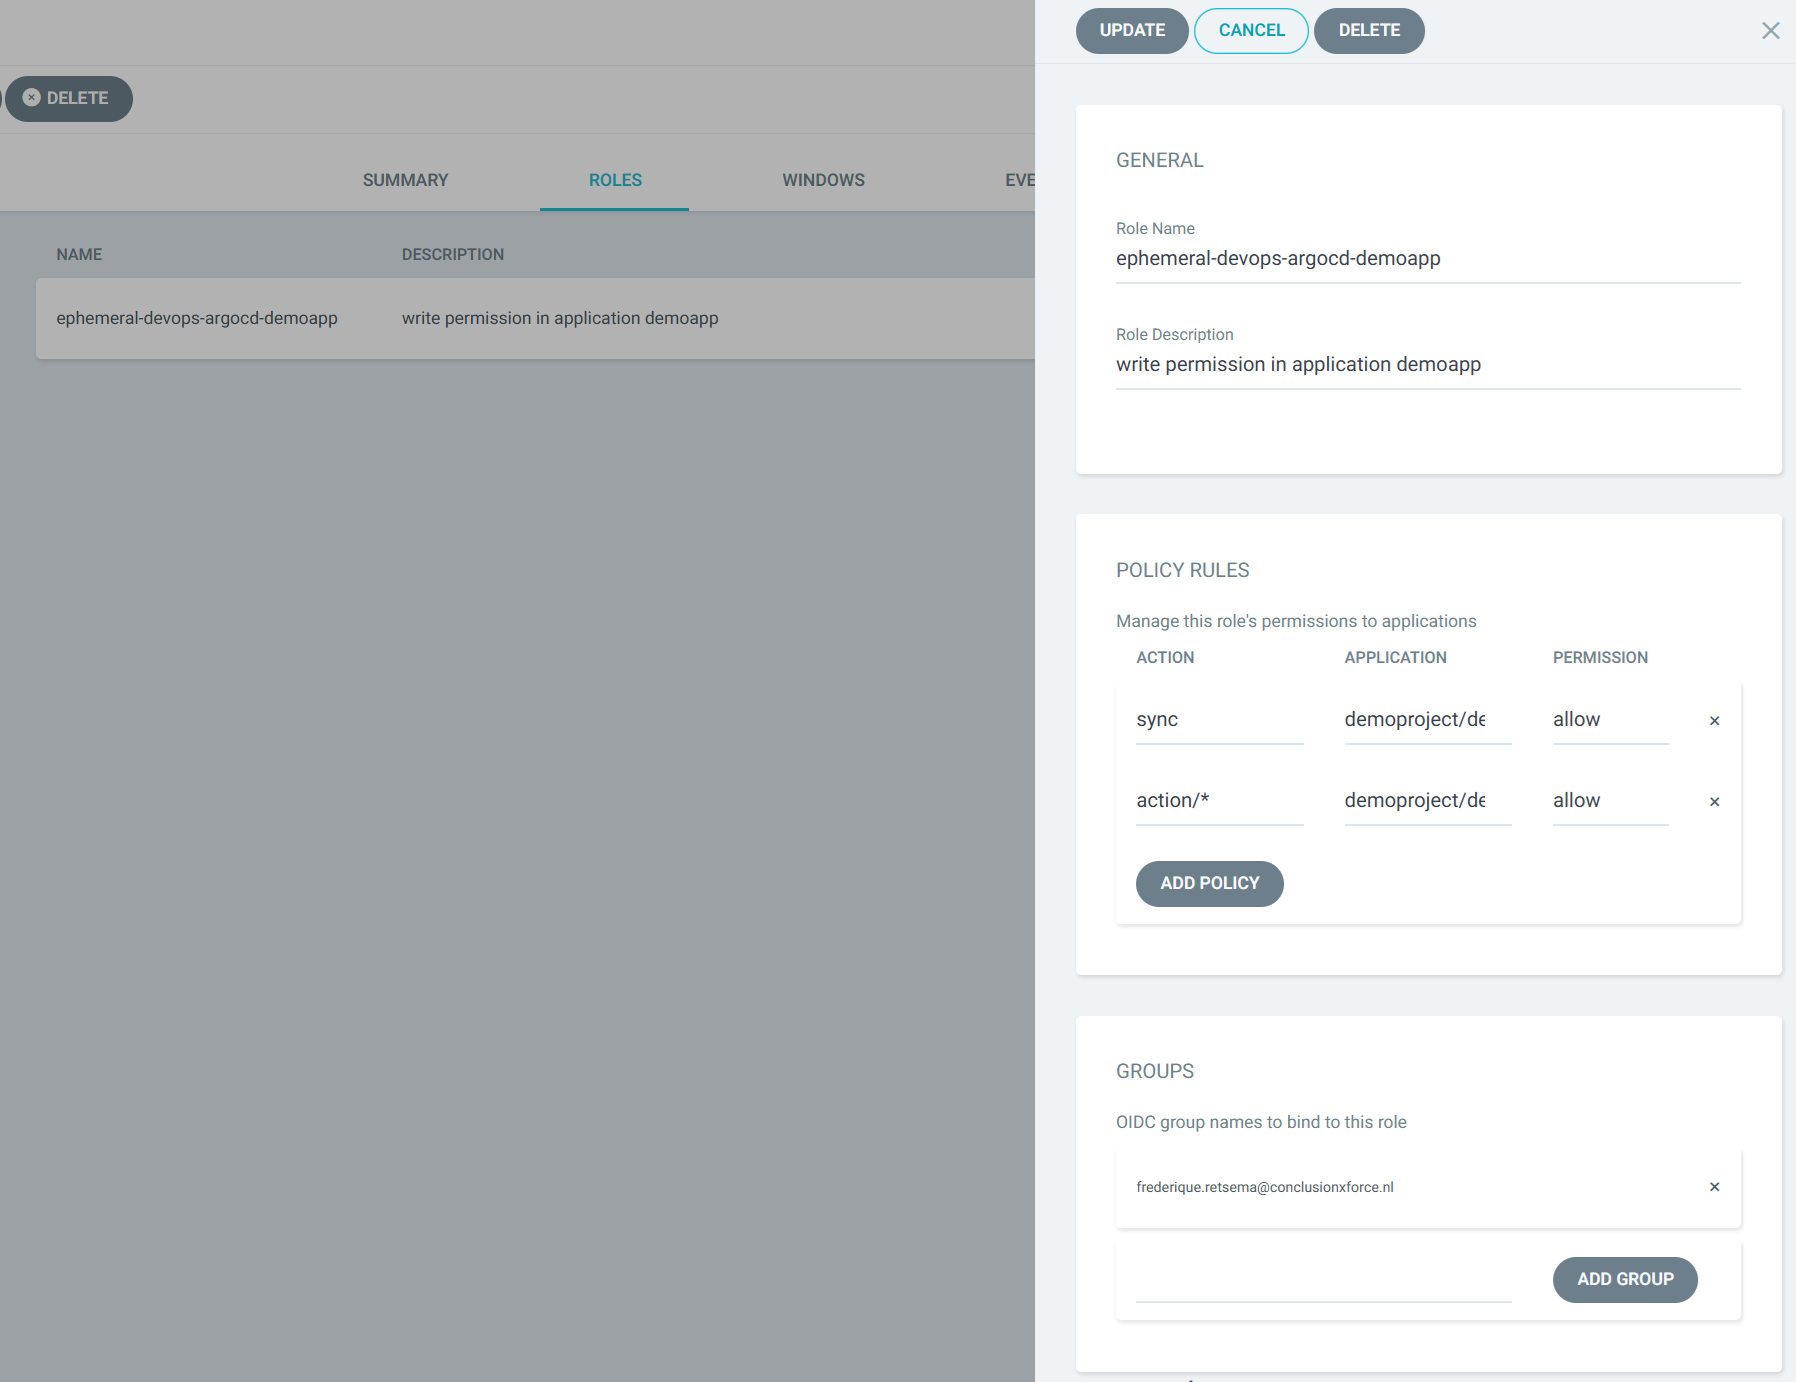 DELETE
SUMMARY ROLES WINDOWS EVE
NAME DESCRIPTION
ephemeral-devops-argocd-demoapp write permission in application demoapp
UPDATE CANCEL DELETE
GENERAL
Role Name
ephemeral-devops-argocd-demoapp
Role Description
write permission in application demoapp
POLICY RULES
Manage this role's permissions to applications
ACTION APPLICATION PERMISSION
sync demoproject/de allow
action/* demoproject/de allow
ADD POLICY
GROUPS
OIDC group names to bind to this role
frederique.retsema@conclusionxforce.nl
ADD GROUP